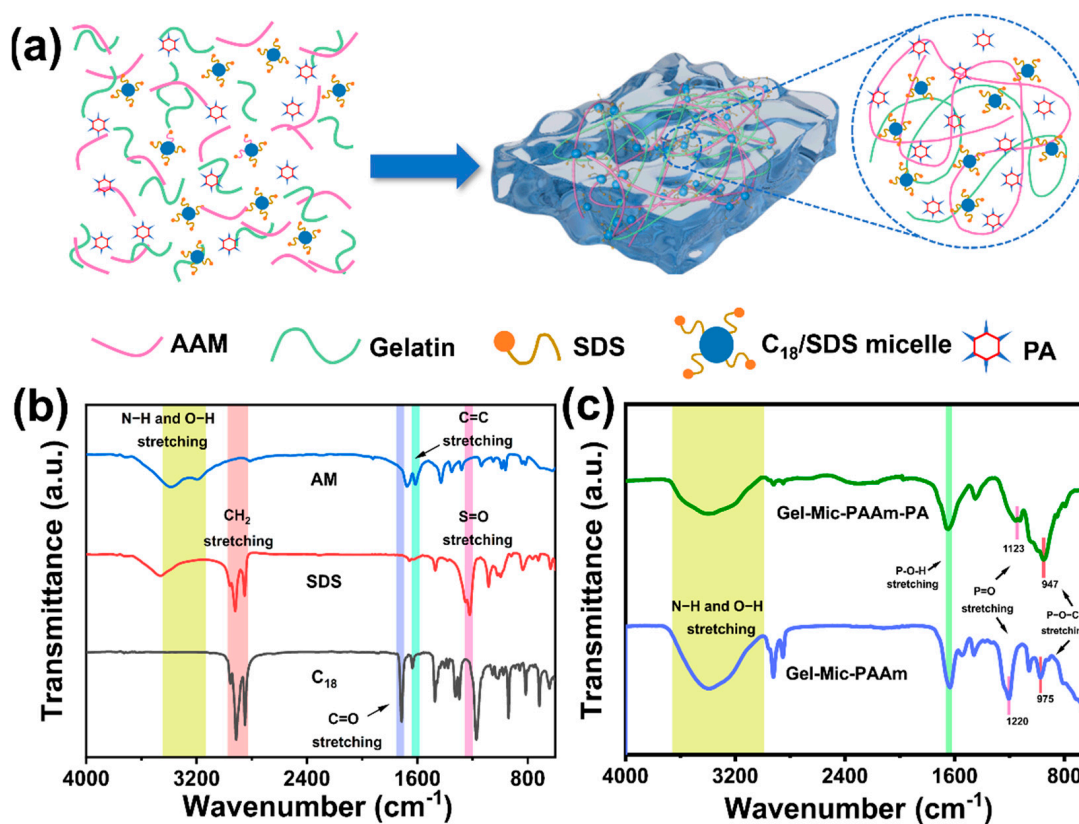 (a)
AAM
Gelatin
SDS
C₁₈/SDS micelle
PA
(b)
N−H and O−H
stretching
C=C
stretching
AM
CH₂
stretching
S=O
stretching
SDS
C₁₈
C=O
stretching
Transmittance (a.u.)
4000 3200 2400 1600 800
Wavenumber (cm⁻¹)
(c)
Gel-Mic-PAAm-PA
1123
947
P-O-H
stretching
P=O
stretching
P−O−C
stretchin
N−H and O−H
stretching
Gel-Mic-PAAm
1220
975
Transmittance (a.u.)
4000 3200 2400 1600 800
Wavenumber (cm⁻¹)